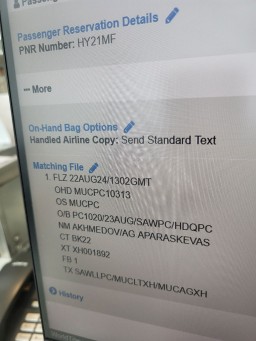 Passenger Reservation Details
PNR Number: HY21MF
More
On-Hand Bag Options
Handled Airline Copy: Send Standard Text
Matching File
1. FLZ 22AUG24/1302GMT
OHD MUCPC10313
OS MUCPC
O/B PC1020/23AUG/SAWPC/HDQPC
NM AKHMEDOV/AG APARASKEVAS
CT BK22
XT XH001892
FB 1
TX SAWLLPC/MUCLTXH/MUCAGXH
History